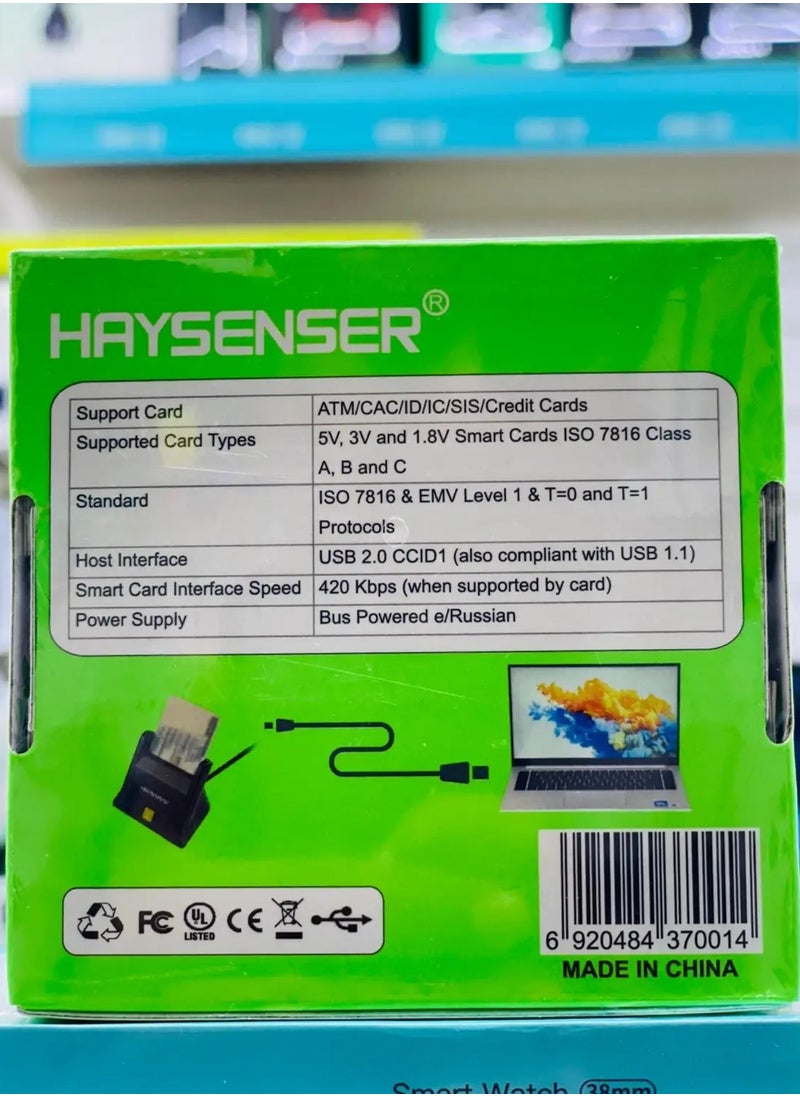 HAYSENSER®
Support Card ATM/CAC/ID/IC/SIS/Credit Cards
Supported Card Types 5V, 3V and 1.8V Smart Cards ISO 7816 Class
A, B and C
Standard ISO 7816 & EMV Level 1 & T=0 and T=1
Protocols
Host Interface USB 2.0 CCID1 (also compliant with USB 1.1)
Smart Card Interface Speed 420 Kbps (when supported by card)
Power Supply Bus Powered e/Russian
HAYSENSER
FC UL CE
LISTED
6 920484 370014
MADE IN CHINA
Smart Watch 38mm